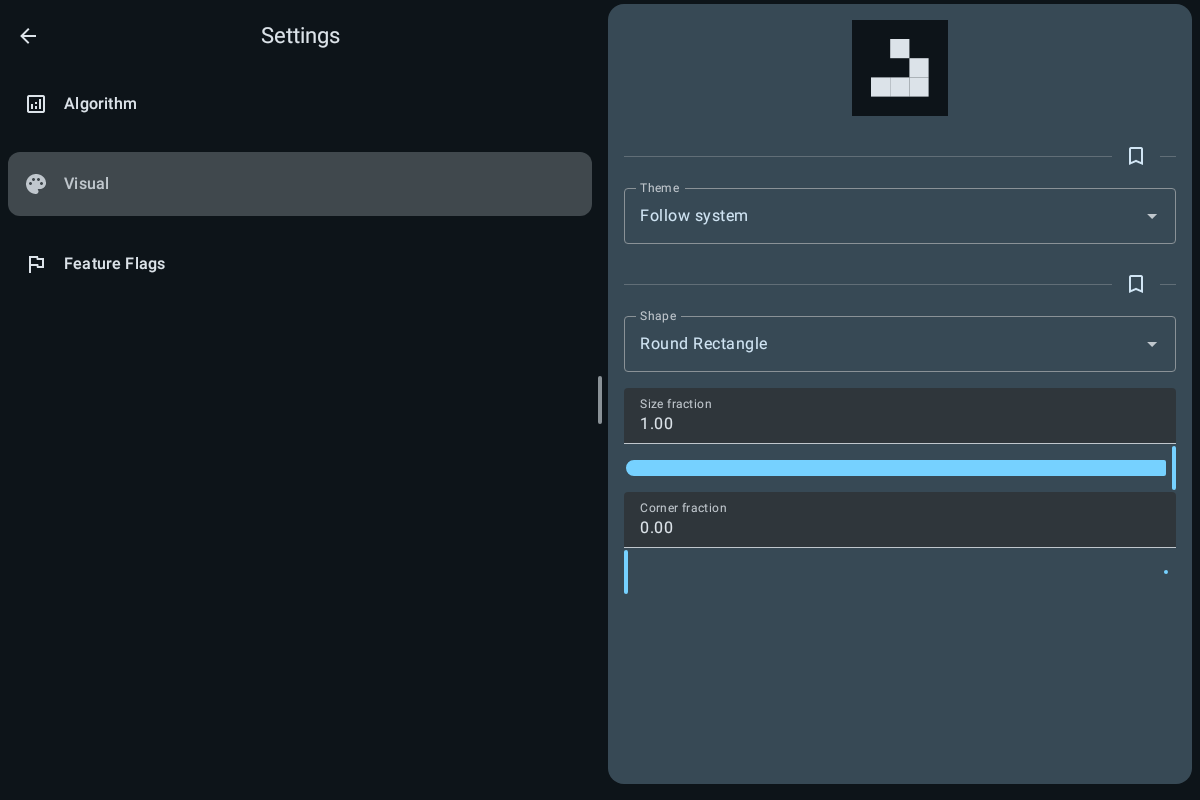 Settings
Algorithm
Visual
Feature Flags
Theme
Follow system
Shape
Round Rectangle
Size fraction
1.00
Corner fraction
0.00